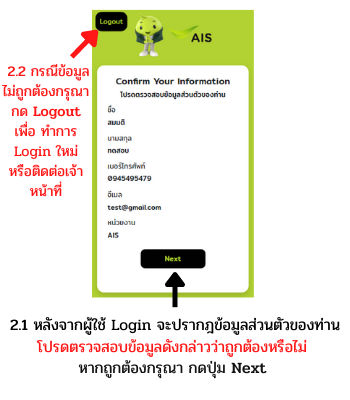 Logout
AIS
2.2 กรณีข้อมูล
ไม่ถูกต้องกรุณา
กด Logout
เพื่อ ทำการ
Login ใหม่
หรือติดต่อเจ้า
หน้าที่
Confirm Your Information
โปรดตรวจสอบข้อมูลส่วนตัวของท่าน
ชื่อ
สมมติ
นามสกุล
ทดสอบ
เบอร์โทรศัพท์
0945495479
อีเมล
test@gmail.com
หน่วยงาน
AIS
Next
2.1 หลังจากผู้ใช้ Login จะปรากฎข้อมูลส่วนตัวของท่าน
โปรดตรวจสอบข้อมูลดังกล่าวว่าถูกต้องหรือไม่
หากถูกต้องกรุณา กดปุ่ม Next